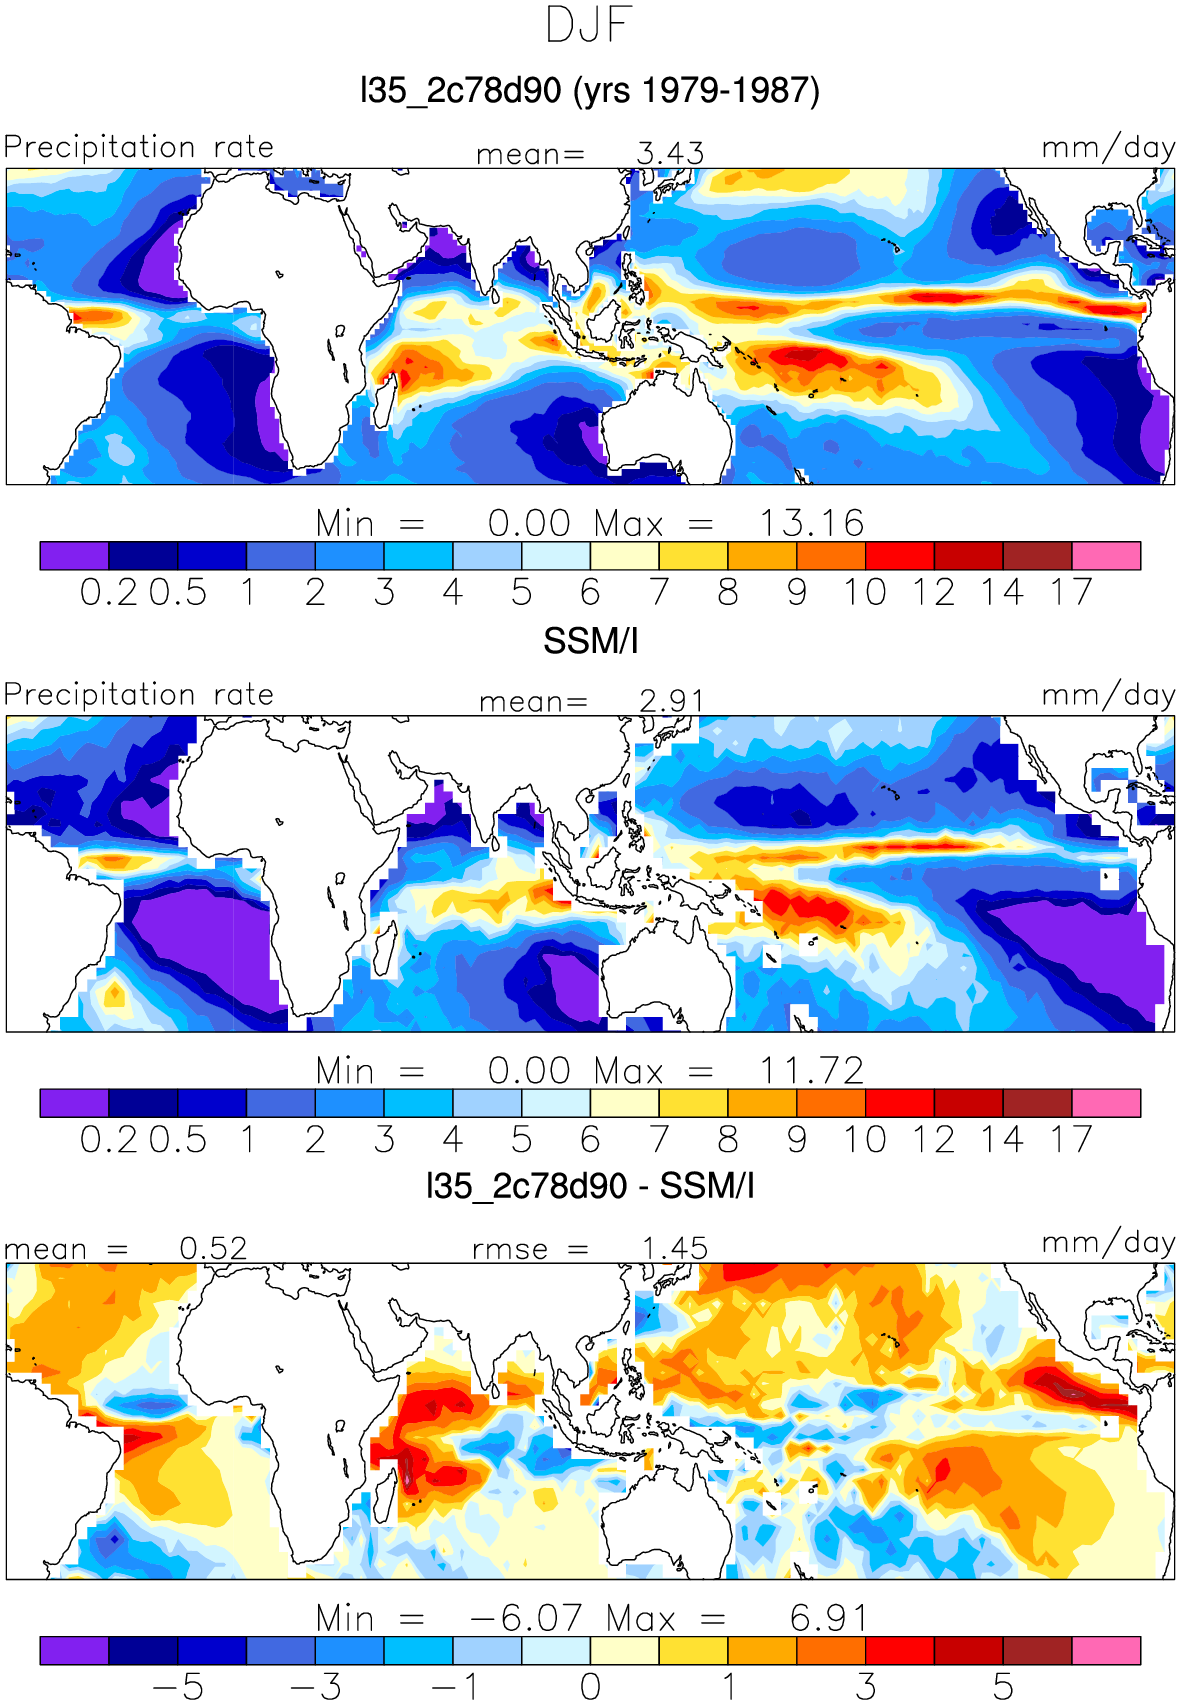 DJF
l35_2c78d90 (yrs 1979-1987)
Precipitation rate mean= 3.43 mm/day
Min = 0.00 Max = 13.16
0.2 0.5 1 2 3 4 5 6 7 8 9 10 12 14 17
SSM/I
Precipitation rate mean= 2.91 mm/day
Min = 0.00 Max = 11.72
0.2 0.5 1 2 3 4 5 6 7 8 9 10 12 14 17
l35_2c78d90 - SSM/I
mean = 0.52 rmse = 1.45 mm/day
Min = −6.07 Max = 6.91
−5 −3 −1 0 1 3 5